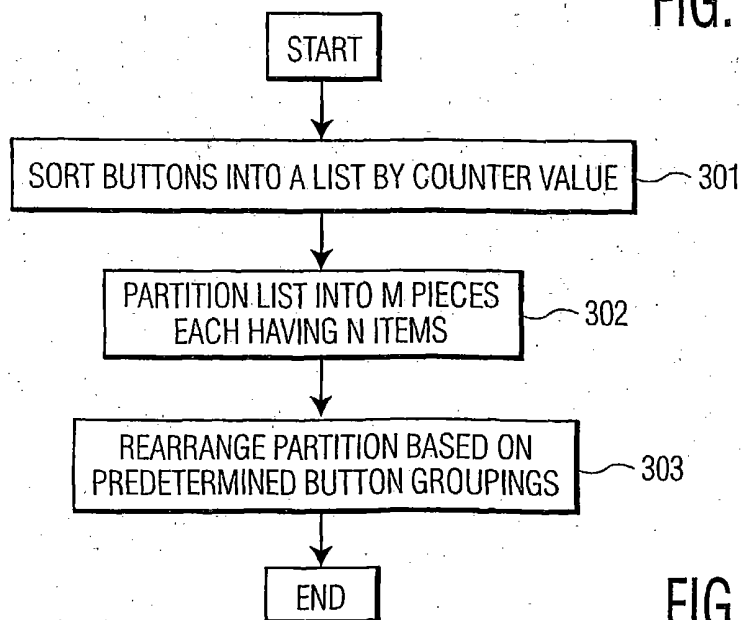 FIG.
START
SORT BUTTONS INTO A LIST BY COUNTER VALUE
301
PARTITION LIST INTO M PIECES
EACH HAVING N ITEMS
302
REARRANGE PARTITION BASED ON
PREDETERMINED BUTTON GROUPINGS
303
END
FIG